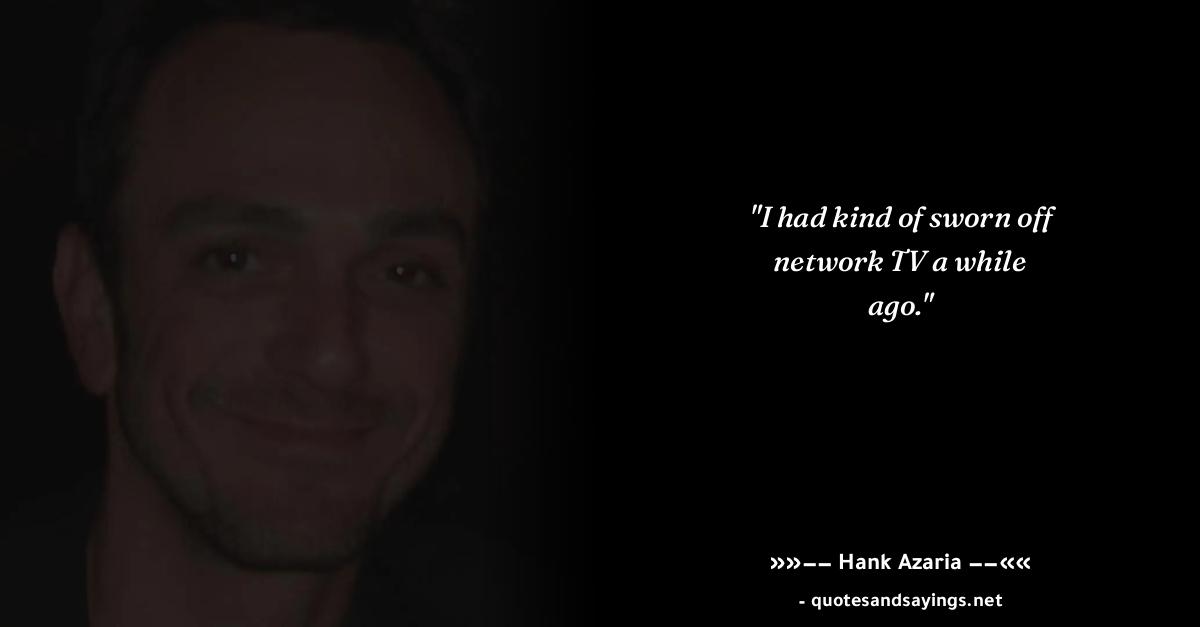 "I had kind of sworn off
network TV a while
ago."
»»–– Hank Azaria ––««
- quotesandsayings.net